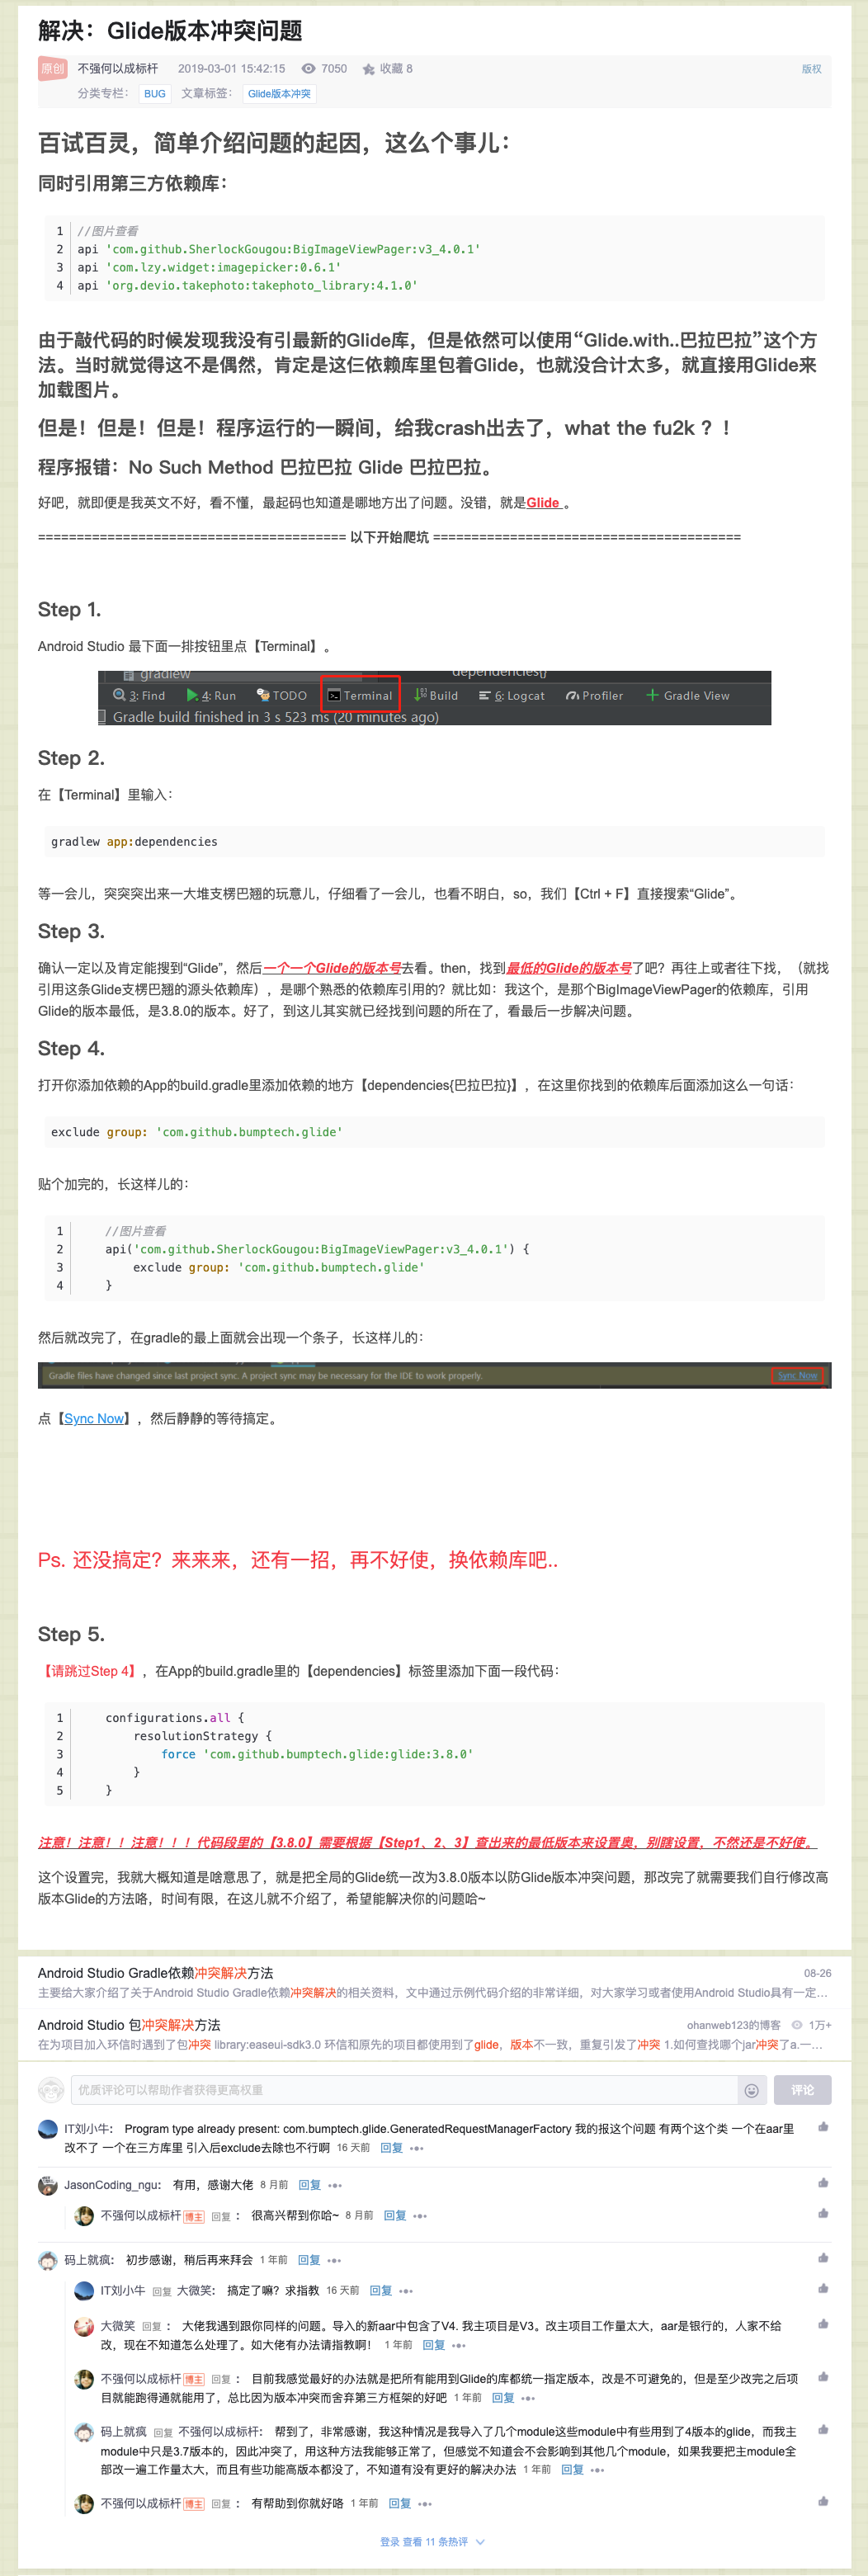 解决：Glide版本冲突问题
原创 不强何以成标杆 2019-03-01 15:42:15 7050 收藏 8 版权
分类专栏： BUG 文章标签： Glide版本冲突
百试百灵，简单介绍问题的起因，这么个事儿：
同时引用第三方依赖库：
1 //图片查看
2 api 'com.github.SherlockGougou:BigImageViewPager:v3_4.0.1'
3 api 'com.lzy.widget:imagepicker:0.6.1'
4 api 'org.devio.takephoto:takephoto_library:4.1.0'
由于敲代码的时候发现我没有引最新的Glide库，但是依然可以使用“Glide.with..巴拉巴拉”这个方
法。当时就觉得这不是偶然，肯定是这仨依赖库里包着Glide，也就没合计太多，就直接用Glide来
加载图片。
但是！但是！但是！程序运行的一瞬间，给我crash出去了，what the fu2k ？！
程序报错：No Such Method 巴拉巴拉 Glide 巴拉巴拉。
好吧，就即便是我英文不好，看不懂，最起码也知道是哪地方出了问题。没错，就是Glide 。
======================================== 以下开始爬坑 ========================================
Step 1.
Android Studio 最下面一排按钮里点【Terminal】。
gradlew dependencies{}
3: Find 4: Run TODO Terminal Build 6: Logcat Profiler Gradle View
Gradle build finished in 3 s 523 ms (20 minutes ago)
Step 2.
在【Terminal】里输入：
gradlew app:dependencies
等一会儿，突突突出来一大堆支楞巴翘的玩意儿，仔细看了一会儿，也看不明白，so，我们【Ctrl + F】直接搜索“Glide”。
Step 3.
确认一定以及肯定能搜到“Glide”，然后一个一个Glide的版本号去看。then，找到最低的Glide的版本号了吧？再往上或者往下找，（就找
引用这条Glide支楞巴翘的源头依赖库），是哪个熟悉的依赖库引用的？就比如：我这个，是那个BigImageViewPager的依赖库，引用
Glide的版本最低，是3.8.0的版本。好了，到这儿其实就已经找到问题的所在了，看最后一步解决问题。
Step 4.
打开你添加依赖的App的build.gradle里添加依赖的地方【dependencies{巴拉巴拉}】，在这里你找到的依赖库后面添加这么一句话：
exclude group: 'com.github.bumptech.glide'
贴个加完的，长这样儿的：
1 //图片查看
2 api('com.github.SherlockGougou:BigImageViewPager:v3_4.0.1') {
3 exclude group: 'com.github.bumptech.glide'
4 }
然后就改完了，在gradle的最上面就会出现一个条子，长这样儿的：
Gradle files have changed since last project sync. A project sync may be necessary for the IDE to work properly. Sync Now
点【Sync Now】，然后静静的等待搞定。
Ps. 还没搞定？来来来，还有一招，再不好使，换依赖库吧..
Step 5.
【请跳过Step 4】，在App的build.gradle里的【dependencies】标签里添加下面一段代码：
1 configurations.all {
2 resolutionStrategy {
3 force 'com.github.bumptech.glide:glide:3.8.0'
4 }
5 }
注意！注意！！注意！！！代码段里的【3.8.0】需要根据【Step1、2、3】查出来的最低版本来设置奥，别瞎设置，不然还是不好使。
这个设置完，我就大概知道是啥意思了，就是把全局的Glide统一改为3.8.0版本以防Glide版本冲突问题，那改完了就需要我们自行修改高
版本Glide的方法咯，时间有限，在这儿就不介绍了，希望能解决你的问题哈~
Android Studio Gradle依赖冲突解决方法 08-26
主要给大家介绍了关于Android Studio Gradle依赖冲突解决的相关资料，文中通过示例代码介绍的非常详细，对大家学习或者使用Android Studio具有一定...
Android Studio 包冲突解决方法 ohanweb123的博客 1万+
在为项目加入环信时遇到了包冲突 library:easeui-sdk3.0 环信和原先的项目都使用到了glide，版本不一致，重复引发了冲突 1.如何查找哪个jar冲突了a.一...
优质评论可以帮助作者获得更高权重 评论
IT刘小牛： Program type already present: com.bumptech.glide.GeneratedRequestManagerFactory 我的报这个问题 有两个这个类 一个在aar里
改不了 一个在三方库里 引入后exclude去除也不行啊 16 天前 回复
JasonCoding_ngu： 有用，感谢大佬 8 月前 回复
不强何以成标杆 博主 回复 ： 很高兴帮到你哈~ 8 月前 回复
码上就疯： 初步感谢，稍后再来拜会 1 年前 回复
IT刘小牛 回复 大微笑： 搞定了嘛？求指教 16 天前 回复
大微笑 回复 ： 大佬我遇到跟你同样的问题。导入的新aar中包含了V4. 我主项目是V3。改主项目工作量太大，aar是银行的，人家不给
改，现在不知道怎么处理了。如大佬有办法请指教啊！ 1 年前 回复
不强何以成标杆 博主 回复 ： 目前我感觉最好的办法就是把所有能用到Glide的库都统一指定版本，改是不可避免的，但是至少改完之后项
目就能跑得通就能用了，总比因为版本冲突而舍弃第三方框架的好吧 1 年前 回复
码上就疯 回复 不强何以成标杆： 帮到了，非常感谢，我这种情况是我导入了几个module这些module中有些用到了4版本的glide，而我主
module中只是3.7版本的，因此冲突了，用这种方法我能够正常了，但感觉不知道会不会影响到其他几个module，如果我要把主module全
部改一遍工作量太大，而且有些功能高版本都没了，不知道有没有更好的解决办法 1 年前 回复
不强何以成标杆 博主 回复 ： 有帮助到你就好咯 1 年前 回复
登录 查看 11 条热评